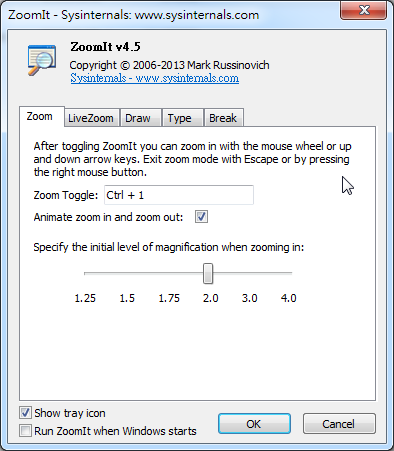 ZoomIt - Sysinternals: www.sysinternals.com
ZoomIt v4.5
Copyright © 2006-2013 Mark Russinovich
Sysinternals - www.sysinternals.com
Zoom LiveZoom Draw Type Break
After toggling ZoomIt you can zoom in with the mouse wheel or up
and down arrow keys. Exit zoom mode with Escape or by pressing
the right mouse button.
Zoom Toggle: Ctrl + 1
Animate zoom in and zoom out:
Specify the initial level of magnification when zooming in:
1.25 1.5 1.75 2.0 3.0 4.0
Show tray icon
Run ZoomIt when Windows starts
OK Cancel